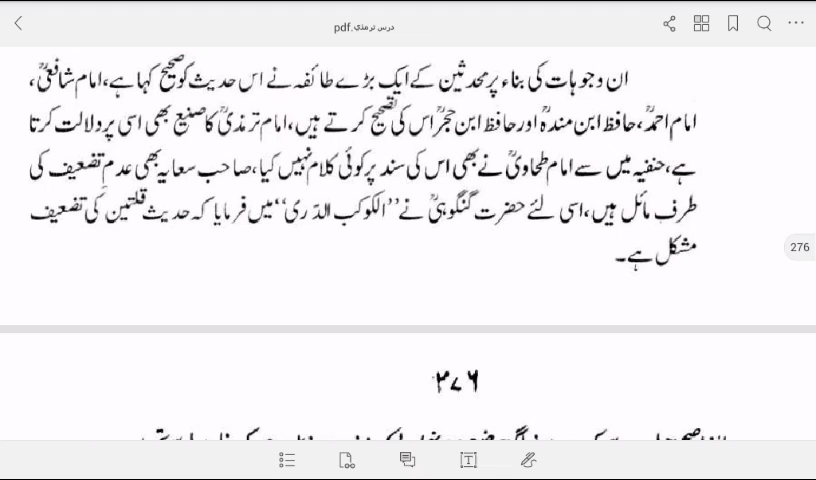 درس ترمذي.pdf
ان وجوہات کی بناء پر محدثین کے ایک بڑے طائفہ نے اس حدیث کو صحیح کہا ہے، امام شافعیؒ،
امام احمدؒ، حافظ ابن مندہؒ اور حافظ ابن حجرؒ اس کی تصحیح کرتے ہیں، امام ترمذیؒ کا صنیع بھی اسی پر دلالت کرتا
ہے، حنفیہ میں سے امام طحاویؒ نے بھی اس کی سند پر کوئی کلام نہیں کیا، صاحب سعایہ بھی عدمِ تضعیف کی
طرف مائل ہیں، اسی لئے حضرت گنگوہیؒ نے ’’الکوکب الدّری‘‘ میں فرمایا کہ حدیث قلتین کی تضعیف
مشکل ہے۔
276
۲۷۶